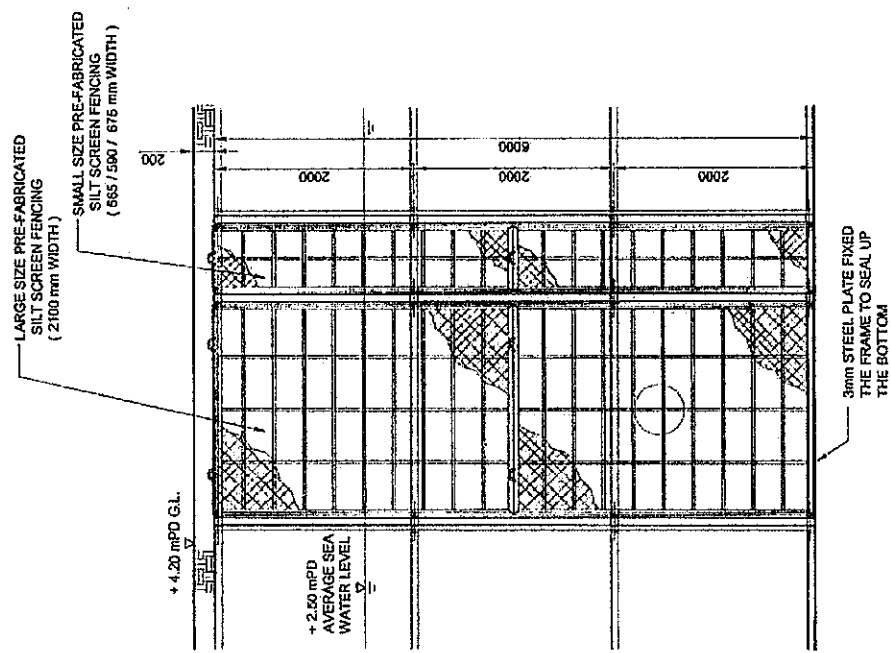 LARGE SIZE PRE-FABRICATED
SILT SCREEN FENCING
( 2100 mm WIDTH )
SMALL SIZE PRE-FABRICATED
SILT SCREEN FENCING
( 665 / 590 / 675 mm WIDTH )
200
+ 4.20 mPD G.L.
+ 2.50 mPD
AVERAGE SEA
WATER LEVEL
2000
2000
2000
6000
3mm STEEL PLATE FIXED
THE FRAME TO SEAL UP
THE BOTTOM